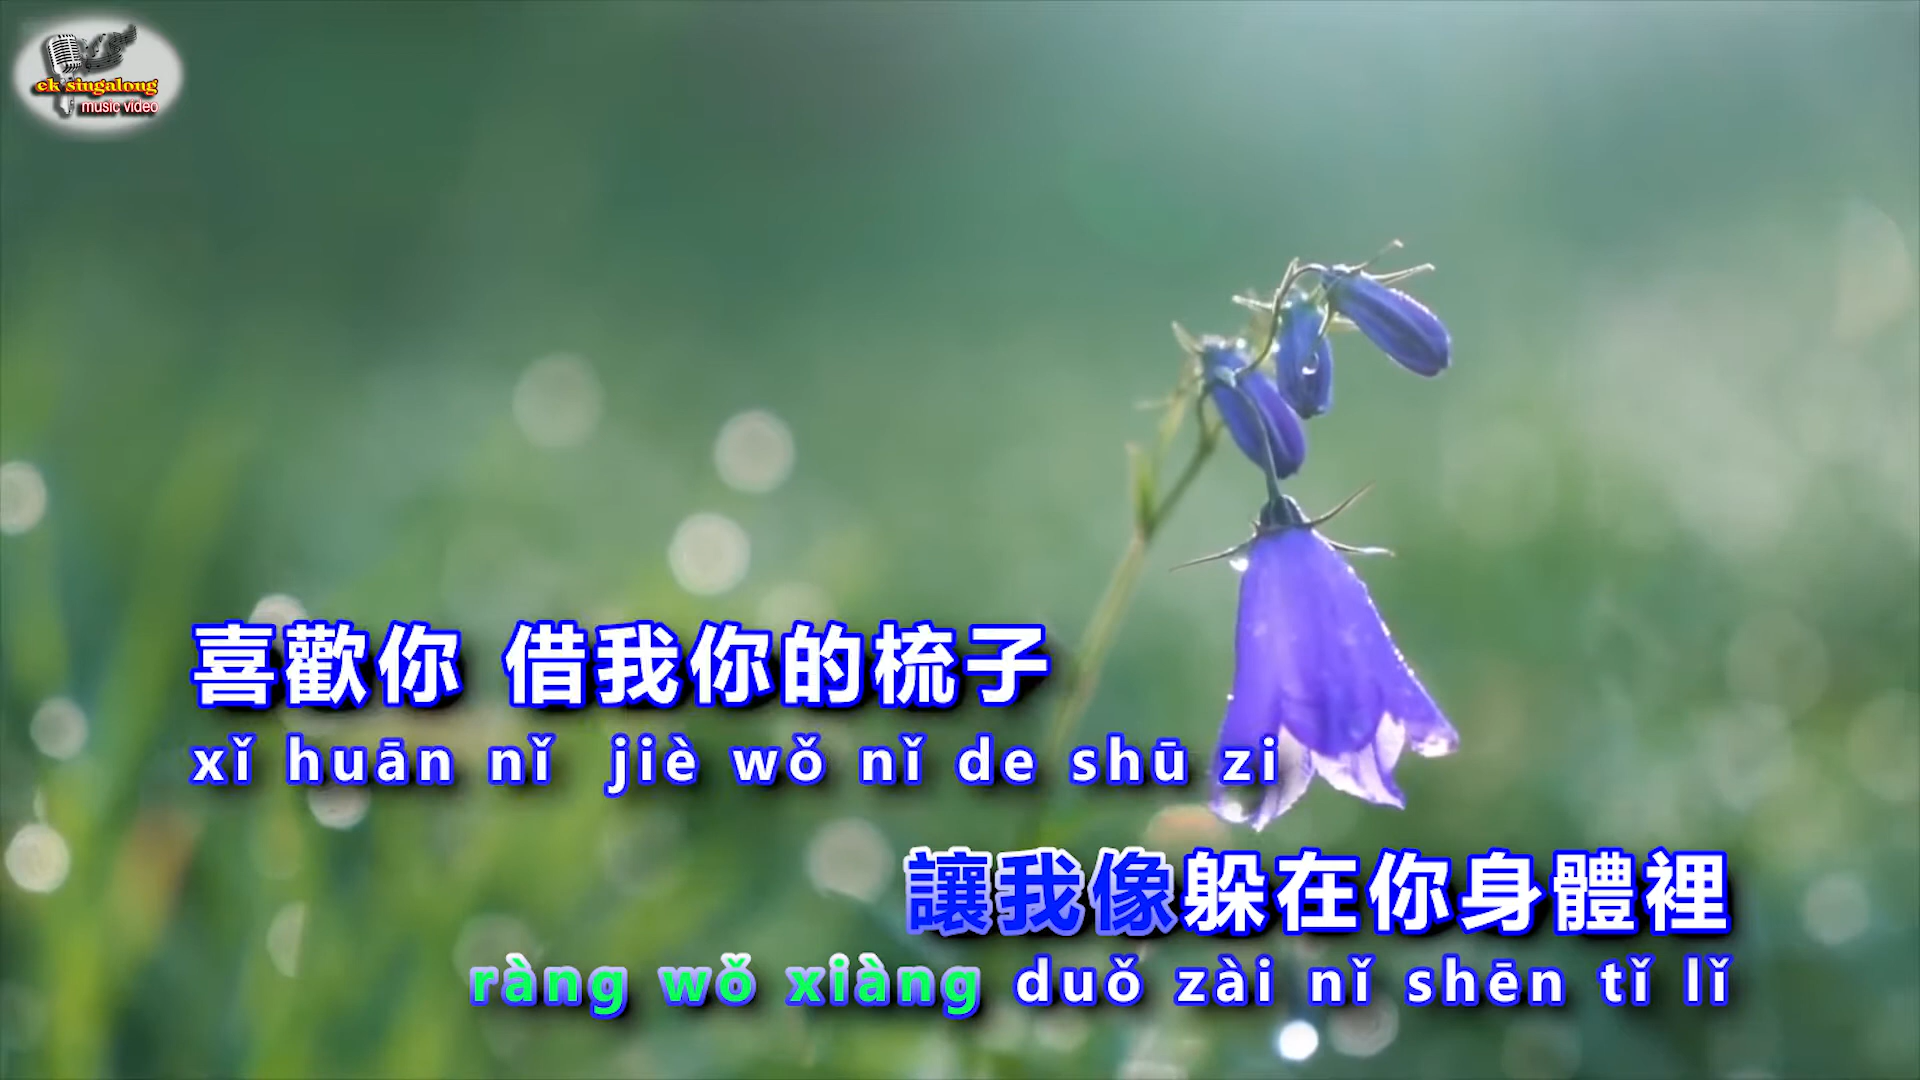 ck singalong
music video
喜歡你 借我你的梳子
xǐ huān nǐ jiè wǒ nǐ de shū zi
讓我像躲在你身體裡
ràng wǒ xiàng duǒ zài nǐ shēn tǐ lǐ